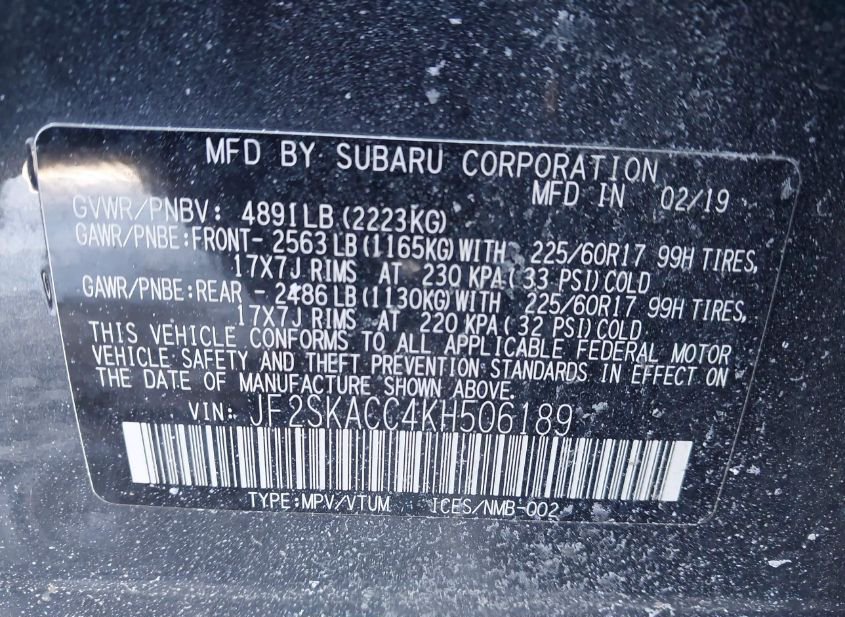 MFD BY SUBARU CORPORATION
MFD IN 02/19
GVWR/PNBV: 4891LB (2223KG)
GAWR/PNBE:FRONT- 2563LB (1165KG)WITH 225/60R17 99H TIRES,
17X7J RIMS AT 230 KPA( 33 PSI) COLD
GAWR/PNBE:REAR - 2486LB (1130KG)WITH 225/60R17 99H TIRES,
17X7J RIMS AT 220 KPA( 32 PSI) COLD
THIS VEHICLE CONFORMS TO ALL APPLICABLE FEDERAL MOTOR
VEHICLE SAFETY AND THEFT PREVENTION STANDARDS IN EFFECT ON
THE DATE OF MANUFACTURE SHOWN ABOVE.
VIN: JF2SKACC4KH506189
TYPE:MPV/VTUM ICES/NMB-002